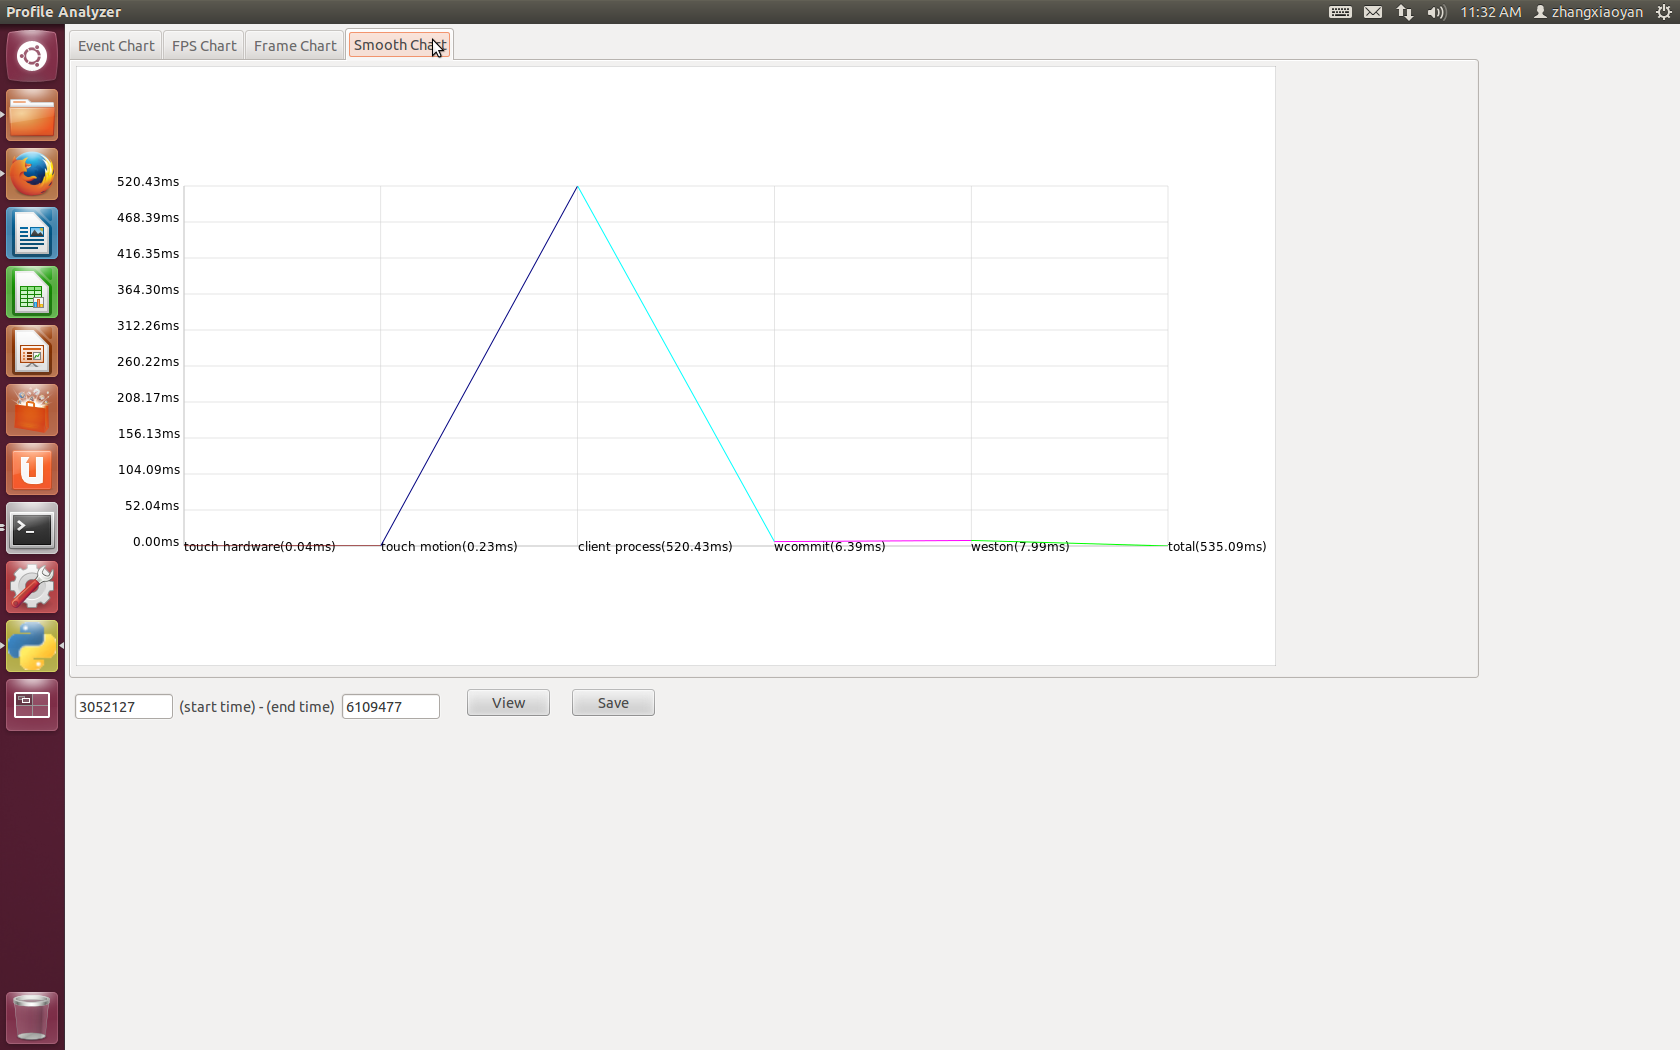 Profile Analyzer
11:32 AM zhangxiaoyan
Event Chart FPS Chart Frame Chart Smooth Chart
520.43ms
468.39ms
416.35ms
364.30ms
312.26ms
260.22ms
208.17ms
156.13ms
104.09ms
52.04ms
0.00ms
touch hardware(0.04ms) touch motion(0.23ms) client process(520.43ms) wcommit(6.39ms) weston(7.99ms) total(535.09ms)
3052127 (start time) - (end time) 6109477 View Save